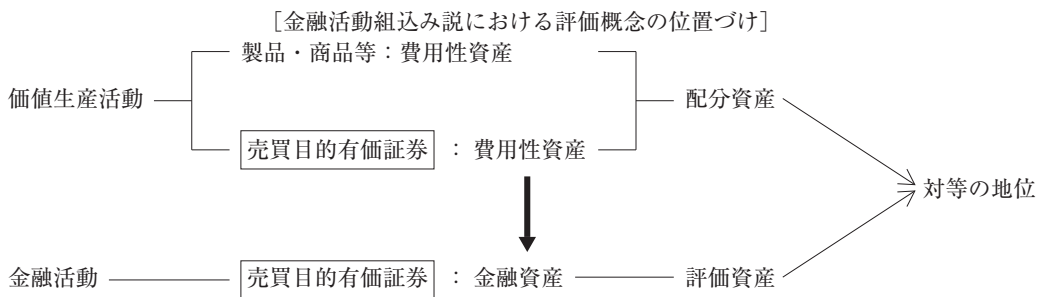 ［金融活動組込み説における評価概念の位置づけ］
製品・商品等：費用性資産
価値生産活動 配分資産
売買目的有価証券 ： 費用性資産
対等の地位
金融活動 売買目的有価証券 ： 金融資産 評価資産